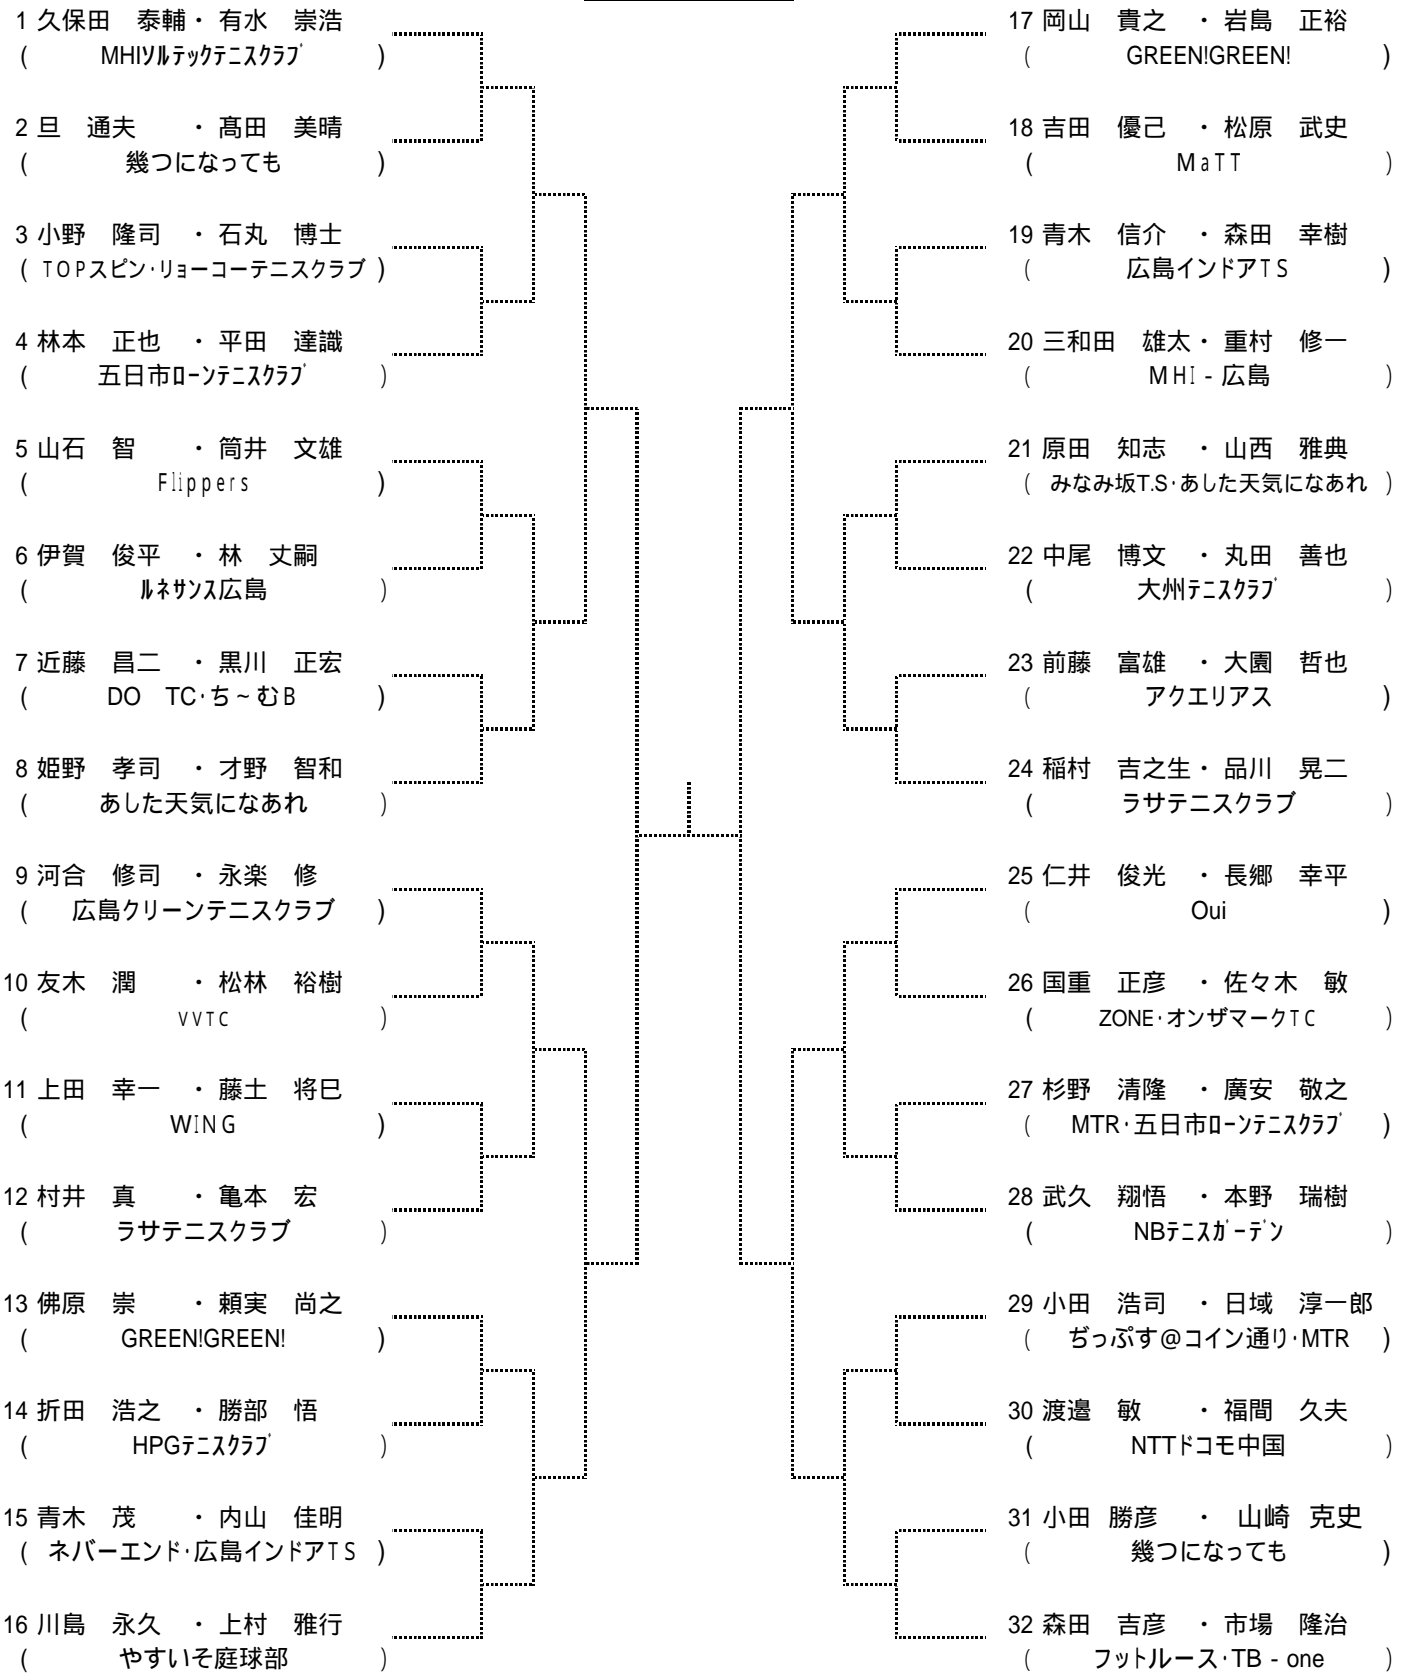 1 久保田　泰輔・ 有水　崇浩
(　MHIｿﾙﾃｯｸﾃﾆｽｸﾗﾌﾞ　)
2 旦　通夫　・ 髙田　美晴
(　幾つになっても　)
3 小野　隆司　・ 石丸　博士
( TOPスピン･リョーコーテニスクラブ )
4 林本　正也　・ 平田　達識
(　五日市ﾛｰﾝﾃﾆｽｸﾗﾌﾞ　)
5 山石　智　・ 筒井　文雄
(　Flippers　)
6 伊賀　俊平　・ 林　丈嗣
(　ﾙﾈｻﾝｽ広島　)
7 近藤　昌二　・ 黒川　正宏
(　DO　TC･ち～むB　)
8 姫野　孝司　・ 才野　智和
(　あした天気になあれ　)
9 河合　修司　・ 永楽　修
(　広島クリーンテニスクラブ　)
10 友木　潤　・ 松林　裕樹
(　VVTC　)
11 上田　幸一　・ 藤土　将巳
(　WING　)
12 村井　真　・ 亀本　宏
(　ラサテニスクラブ　)
13 佛原　崇　・ 頼実　尚之
(　GREEN!GREEN!　)
14 折田　浩之　・ 勝部　悟
(　HPGﾃﾆｽｸﾗﾌﾞ　)
15 青木　茂　・ 内山　佳明
(　ネバーエンド･広島インドアTS　)
16 川島　永久　・ 上村　雅行
(　やすいそ庭球部　)
17 岡山　貴之　・ 岩島　正裕
(　GREEN!GREEN!　)
18 吉田　優己　・ 松原　武史
(　MaTT　)
19 青木　信介　・ 森田　幸樹
(　広島インドアTS　)
20 三和田　雄太・ 重村　修一
(　MHI - 広島　)
21 原田　知志　・ 山西　雅典
(　みなみ坂T.S･あした天気になあれ　)
22 中尾　博文　・ 丸田　善也
(　大州ﾃﾆｽｸﾗﾌﾞ　)
23 前藤　富雄　・ 大園　哲也
(　アクエリアス　)
24 稲村　吉之生・ 品川　晃二
(　ラサテニスクラブ　)
25 仁井　俊光　・ 長郷　幸平
(　Oui　)
26 国重　正彦　・ 佐々木　敏
(　ZONE･オンザマークTC　)
27 杉野　清隆　・ 廣安　敬之
(　MTR･五日市ﾛｰﾝﾃﾆｽｸﾗﾌﾞ　)
28 武久　翔悟　・ 本野　瑞樹
(　NBﾃﾆｽｶﾞｰﾃﾞﾝ　)
29 小田　浩司　・ 日域　淳一郎
(　ぢっぷす@コイン通り･MTR　)
30 渡邉　敏　・ 福間　久夫
(　NTTドコモ中国　)
31 小田　勝彦　・ 山崎　克史
(　幾つになっても　)
32 森田　吉彦　・ 市場　隆治
(　フットルース･TB - one　)